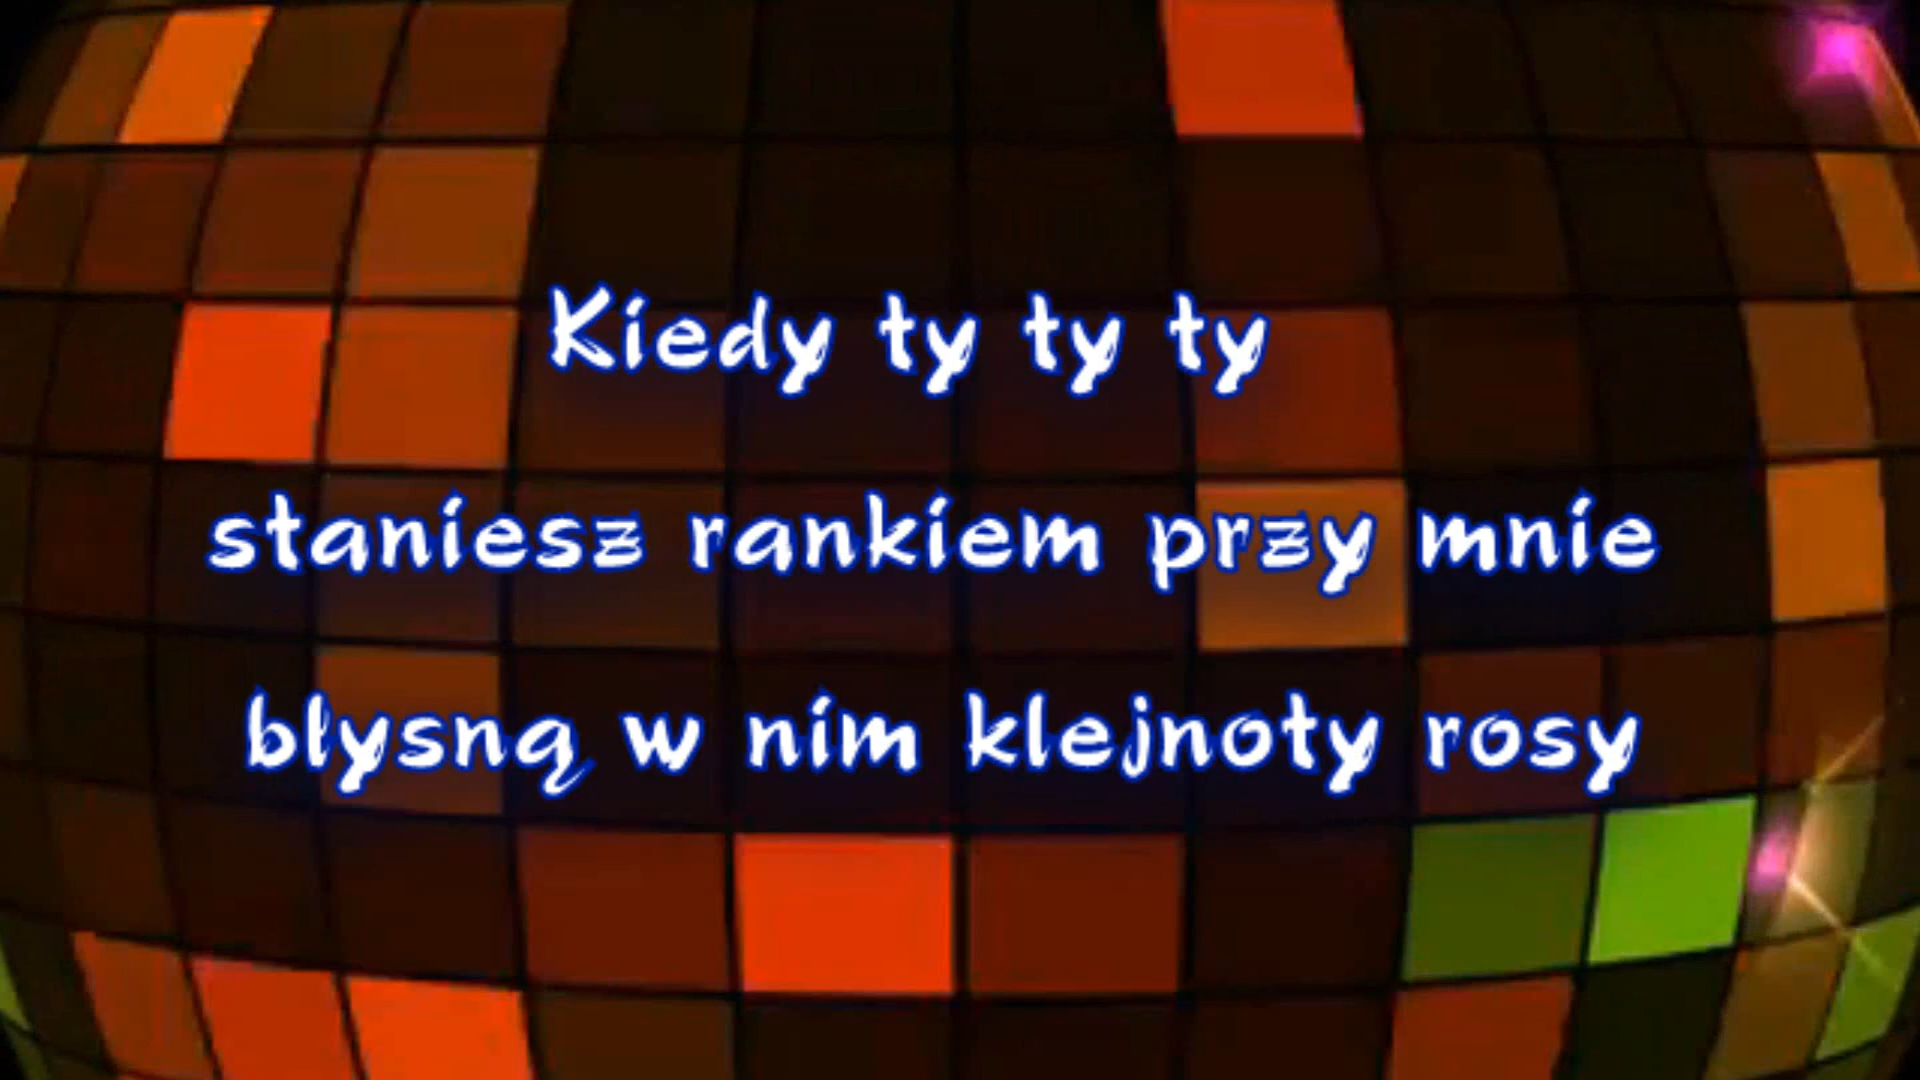 Kiedy ty ty ty
staniesz rankiem przy mnie
błysną w nim klejnoty rosy